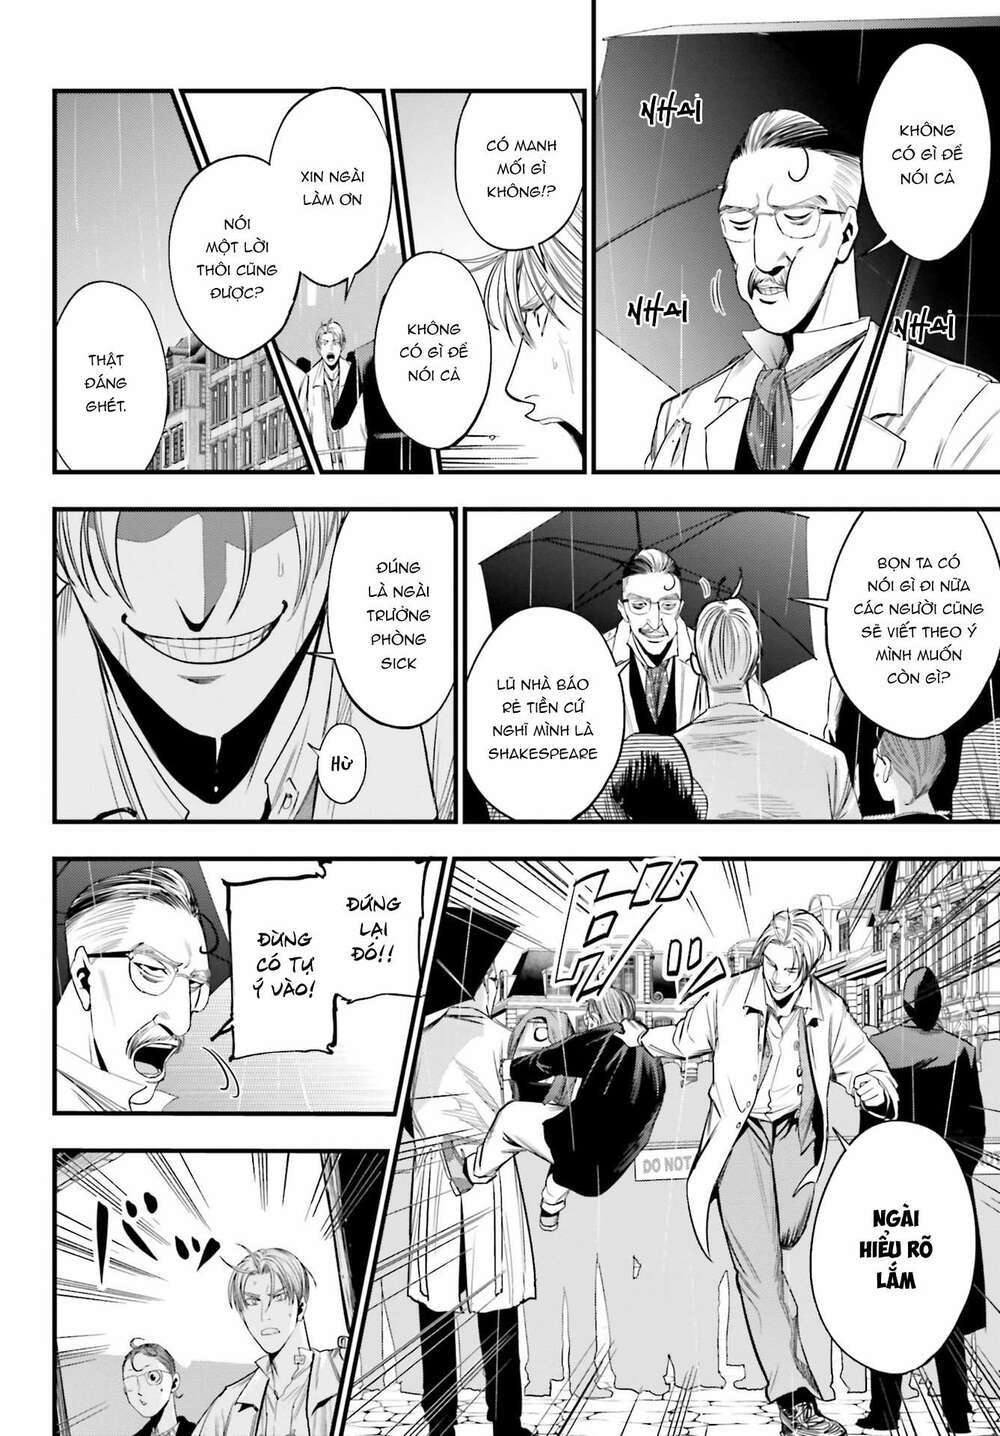 KHÔNG
CÓ GÌ ĐỂ
NÓI CẢ
NHAI
NHAI
NHAI
CÓ MANH
MỐI GÌ
KHÔNG!?
KHÔNG
CÓ GÌ ĐỂ
NÓI CẢ
XIN NGÀI
LÀM ƠN
NÓI
MỘT LỜI
THÔI CŨNG
ĐƯỢC?
THẬT
ĐÁNG
GHÉT.
BỌN TA CÓ
NÓI GÌ ĐI NỮA
CÁC NGƯỜI CŨNG
SẼ VIẾT THEO Ý
MÌNH MUỐN
CÒN GÌ?
LŨ NHÀ BÁO
RẺ TIỀN CỨ
NGHĨ MÌNH LÀ
SHAKESPEARE
ĐÚNG
LÀ NGÀI
TRƯỞNG
PHÒNG
SICK
HỪ
NGÀI
HIỂU RÕ
LẮM
DO NOT
ĐỨNG
LẠI
ĐÓ!!
ĐỪNG
CÓ TỰ
Ý VÀO!